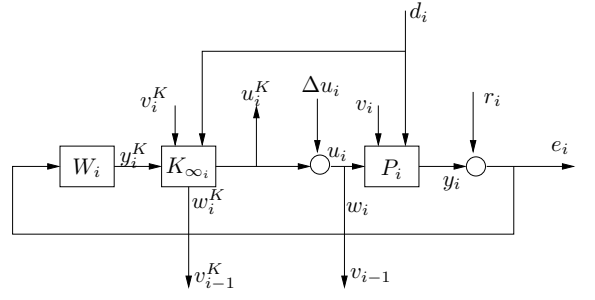 d_i
v_i^K
u_i^K
Δu_i
v_i
r_i
W_i
y_i^K
K_{∞_i}
u_i
P_i
y_i
e_i
w_i^K
w_i
v_{i-1}^K
v_{i-1}